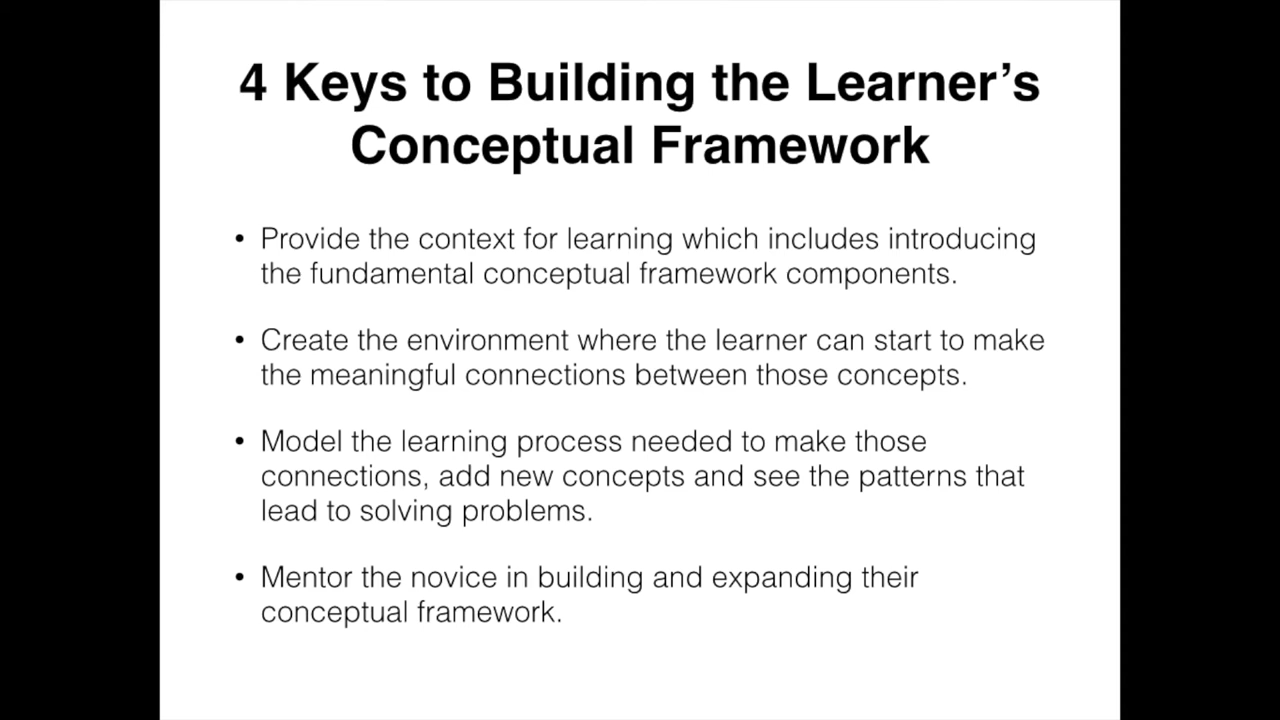 4 Keys to Building the Learner’s
Conceptual Framework
• Provide the context for learning which includes introducing
the fundamental conceptual framework components.
• Create the environment where the learner can start to make
the meaningful connections between those concepts.
• Model the learning process needed to make those
connections, add new concepts and see the patterns that
lead to solving problems.
• Mentor the novice in building and expanding their
conceptual framework.